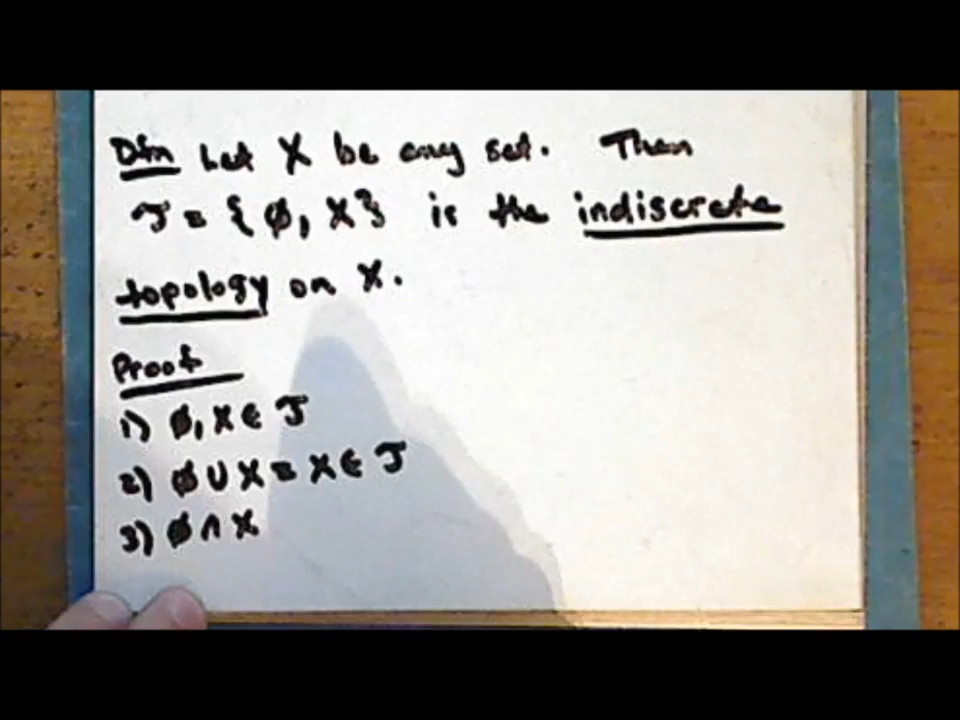 Dfn Let X be any set. Then
𝒯 = {∅, X} is the indiscrete
topology on X.
Proof
1) ∅, X ∈ 𝒯
2) ∅ ∪ X = X ∈ 𝒯
3) ∅ ∩ X